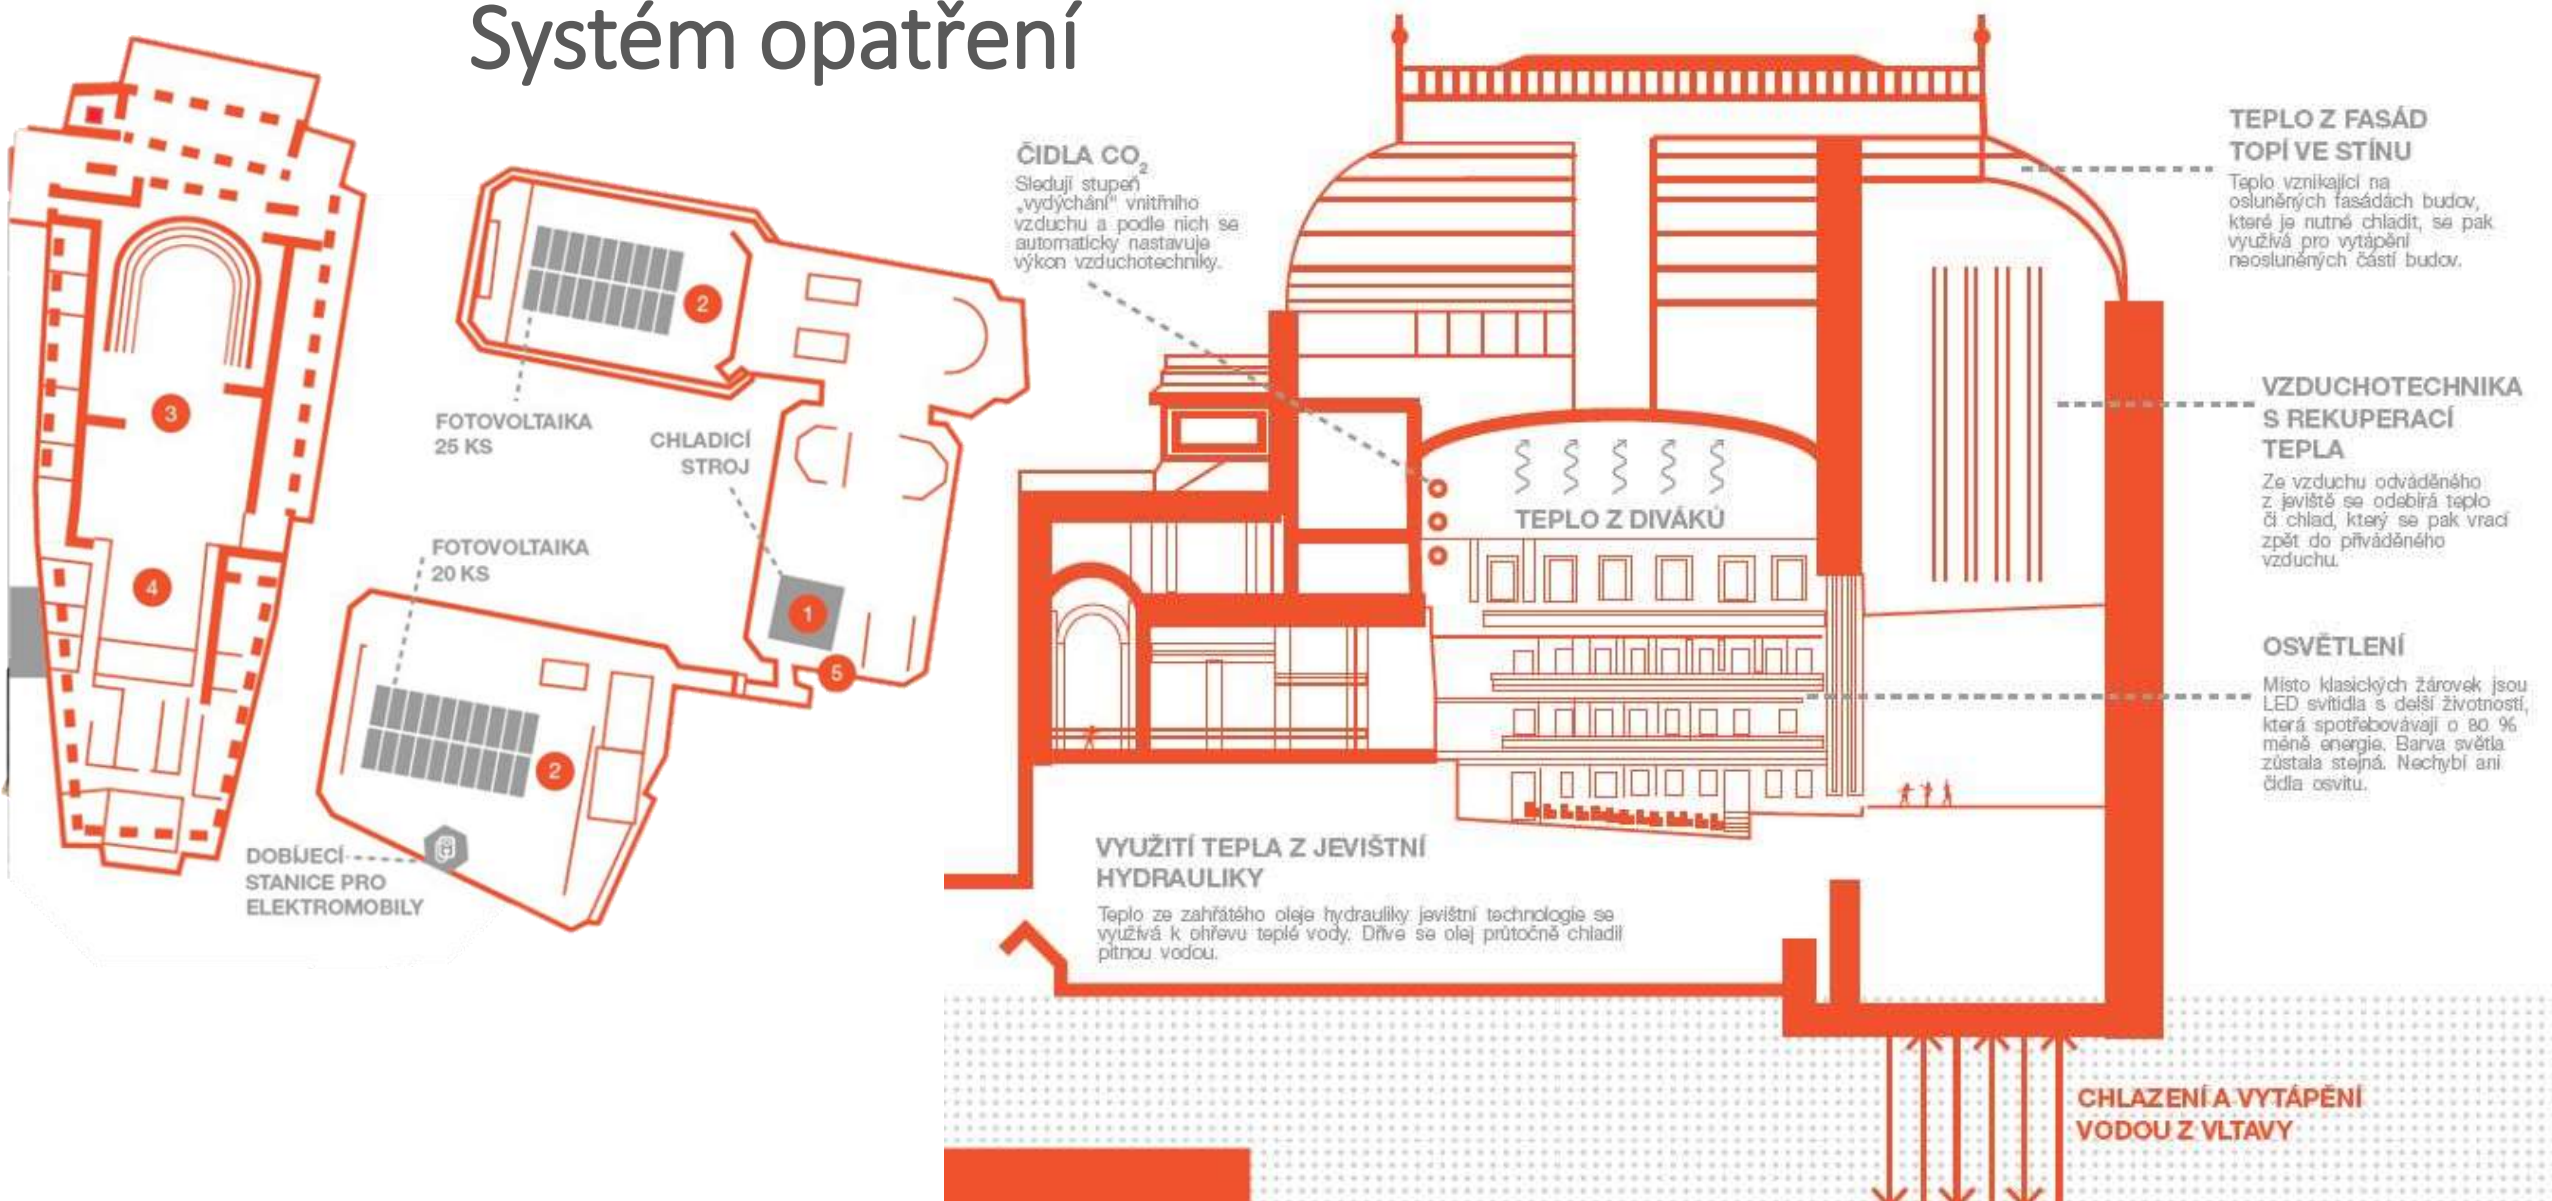 Systém opatření
FOTOVOLTAIKA
25 KS
CHLADICÍ
STROJ
FOTOVOLTAIKA
20 KS
DOBÍJECÍ
STANICE PRO
ELEKTROMOBILY
2
3
4
1
5
2
ČIDLA CO2
Sledují stupeň
„vydýchání“ vnitřního
vzduchu a podle nich se
automaticky nastavuje
výkon vzduchotechniky.
TEPLO Z DIVÁKŮ
VYUŽITÍ TEPLA Z JEVIŠTNÍ
HYDRAULIKY
Teplo ze zahřátého oleje hydrauliky jevištní technologie se
využívá k ohřevu teplé vody. Dříve se olej průtočně chladil
pitnou vodou.
TEPLO Z FASÁD
TOPÍ VE STÍNU
Teplo vznikající na
osluněných fasádách budov,
které je nutné chladit, se pak
využívá pro vytápění
neosluněných částí budov.
VZDUCHOTECHNIKA
S REKUPERACÍ
TEPLA
Ze vzduchu odváděného
z jeviště se odebírá teplo
či chlad, který se pak vrací
zpět do přiváděného
vzduchu.
OSVĚTLENÍ
Místo klasických žárovek jsou
LED svítidla s delší životností,
která spotřebovávají o 80 %
méně energie. Barva světla
zůstala stejná. Nechybí ani
čidla osvitu.
CHLAZENÍ A VYTÁPĚNÍ
VODOU Z VLTAVY